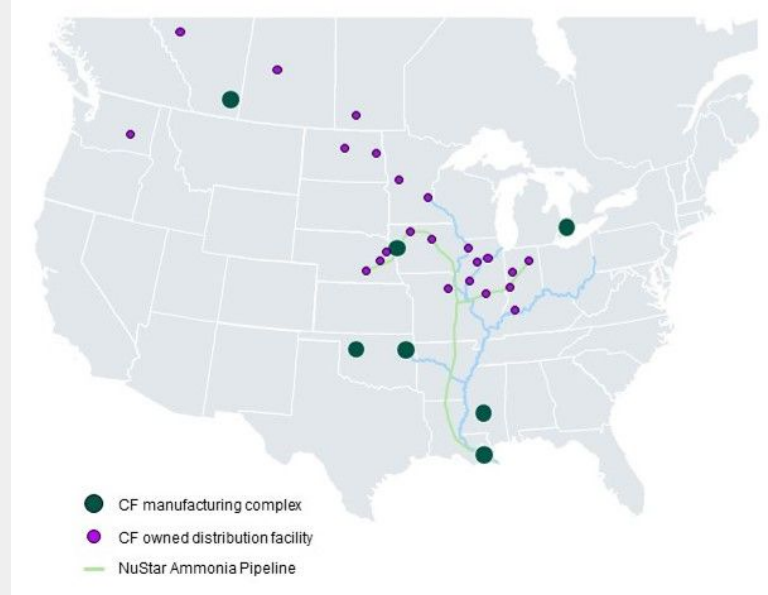 CF manufacturing complex
CF owned distribution facility
NuStar Ammonia Pipeline